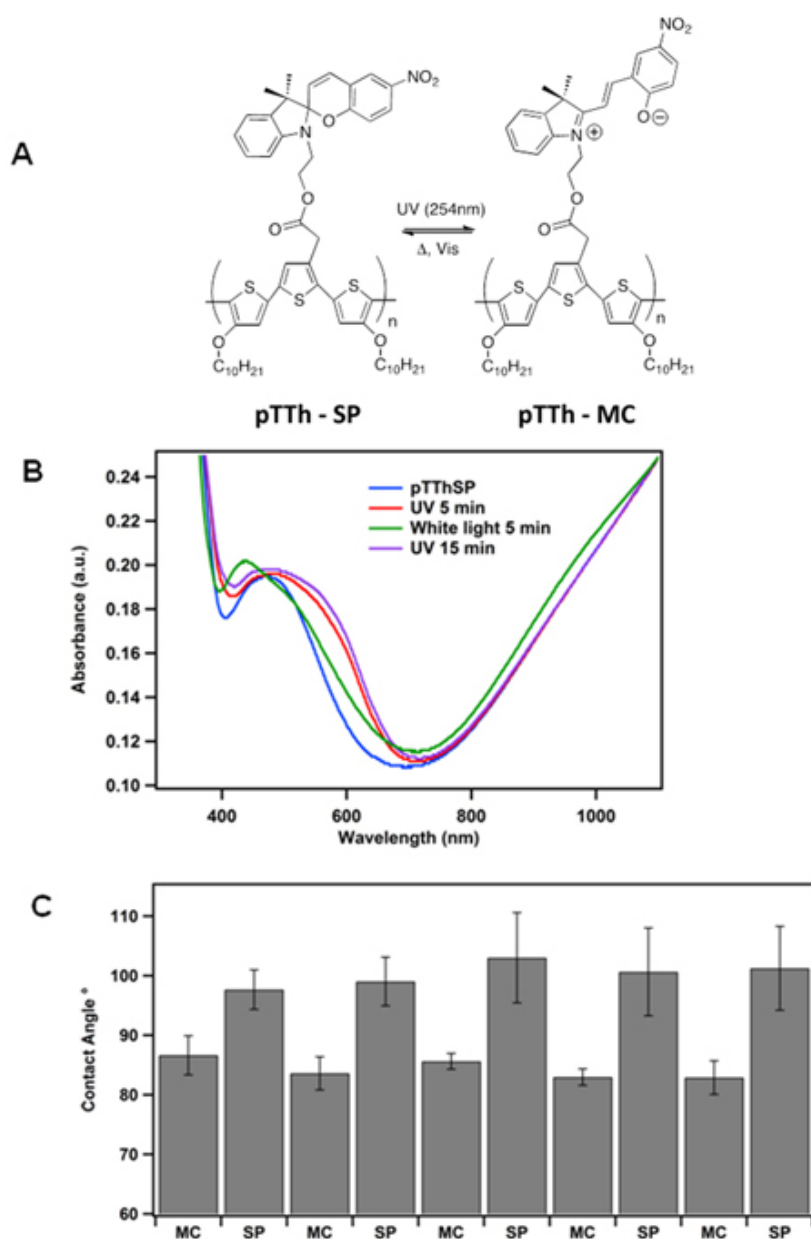 A
NO₂
O
N
O
O
S
S
S
n
O
C₁₀H₂₁
O
C₁₀H₂₁
UV (254nm)
Δ, Vis
NO₂
O
⊖
N
⊕
O
O
S
S
S
n
O
C₁₀H₂₁
O
C₁₀H₂₁
pTTh - SP
pTTh - MC
B
pTThSP
UV 5 min
White light 5 min
UV 15 min
Absorbance (a.u.)
0.24
0.22
0.20
0.18
0.16
0.14
0.12
0.10
400 600 800 1000
Wavelength (nm)
C
Contact Angle °
110
100
90
80
70
60
MC SP MC SP MC SP MC SP MC SP